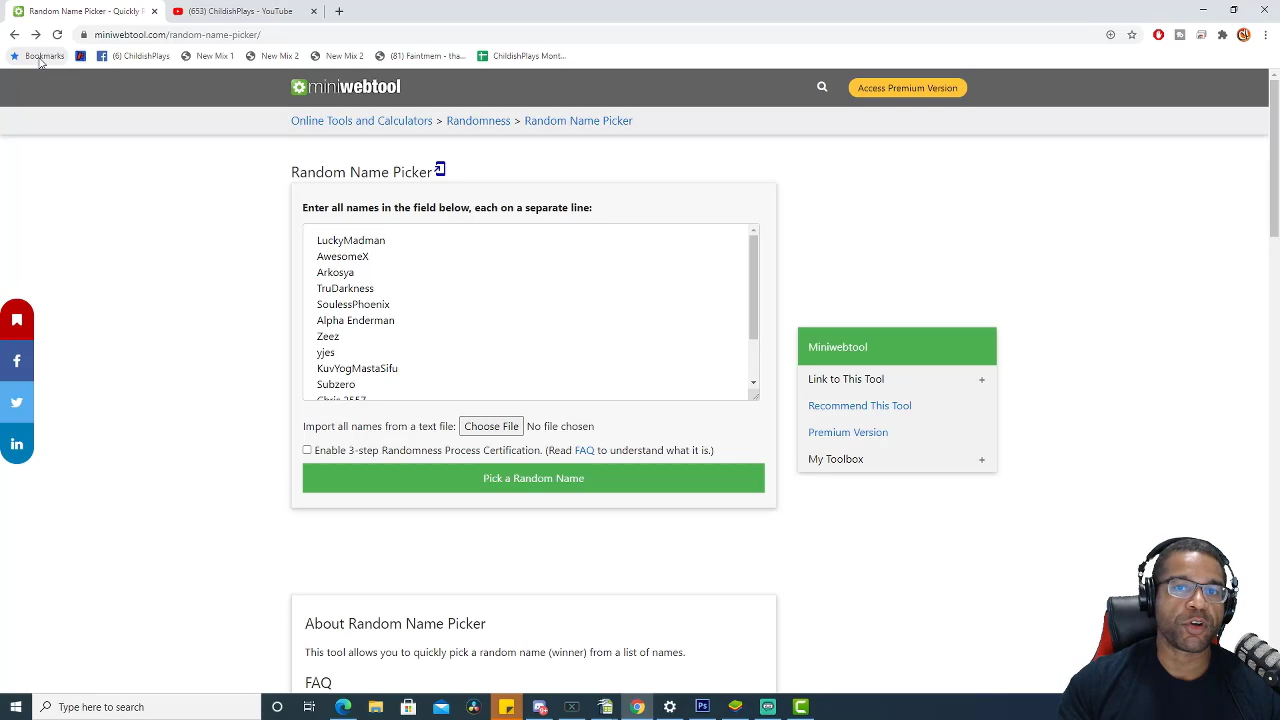 Random Name Picker - Quickly P
(653) ChildishPlays - YouTube
miniwebtool.com/random-name-picker/
Bookmarks
(6) ChildishPlays
New Mix 1
New Mix 2
New Mix 2
(81) Faintmem - tha...
ChildishPlays Mont...
miniwebtool
Access Premium Version
Online Tools and Calculators > Randomness > Random Name Picker
Random Name Picker
Enter all names in the field below, each on a separate line:
LuckyMadman
AwesomeX
Arkosya
TruDarkness
SoulessPhoenix
Alpha Enderman
Zeez
yjes
KuvYogMastaSifu
Subzero
Chris 2557
Import all names from a text file: Choose File No file chosen
Enable 3-step Randomness Process Certification. (Read FAQ to understand what it is.)
Pick a Random Name
Miniwebtool
Link to This Tool +
Recommend This Tool
Premium Version
My Toolbox +
About Random Name Picker
This tool allows you to quickly pick a random name (winner) from a list of names.
FAQ
Type here to search